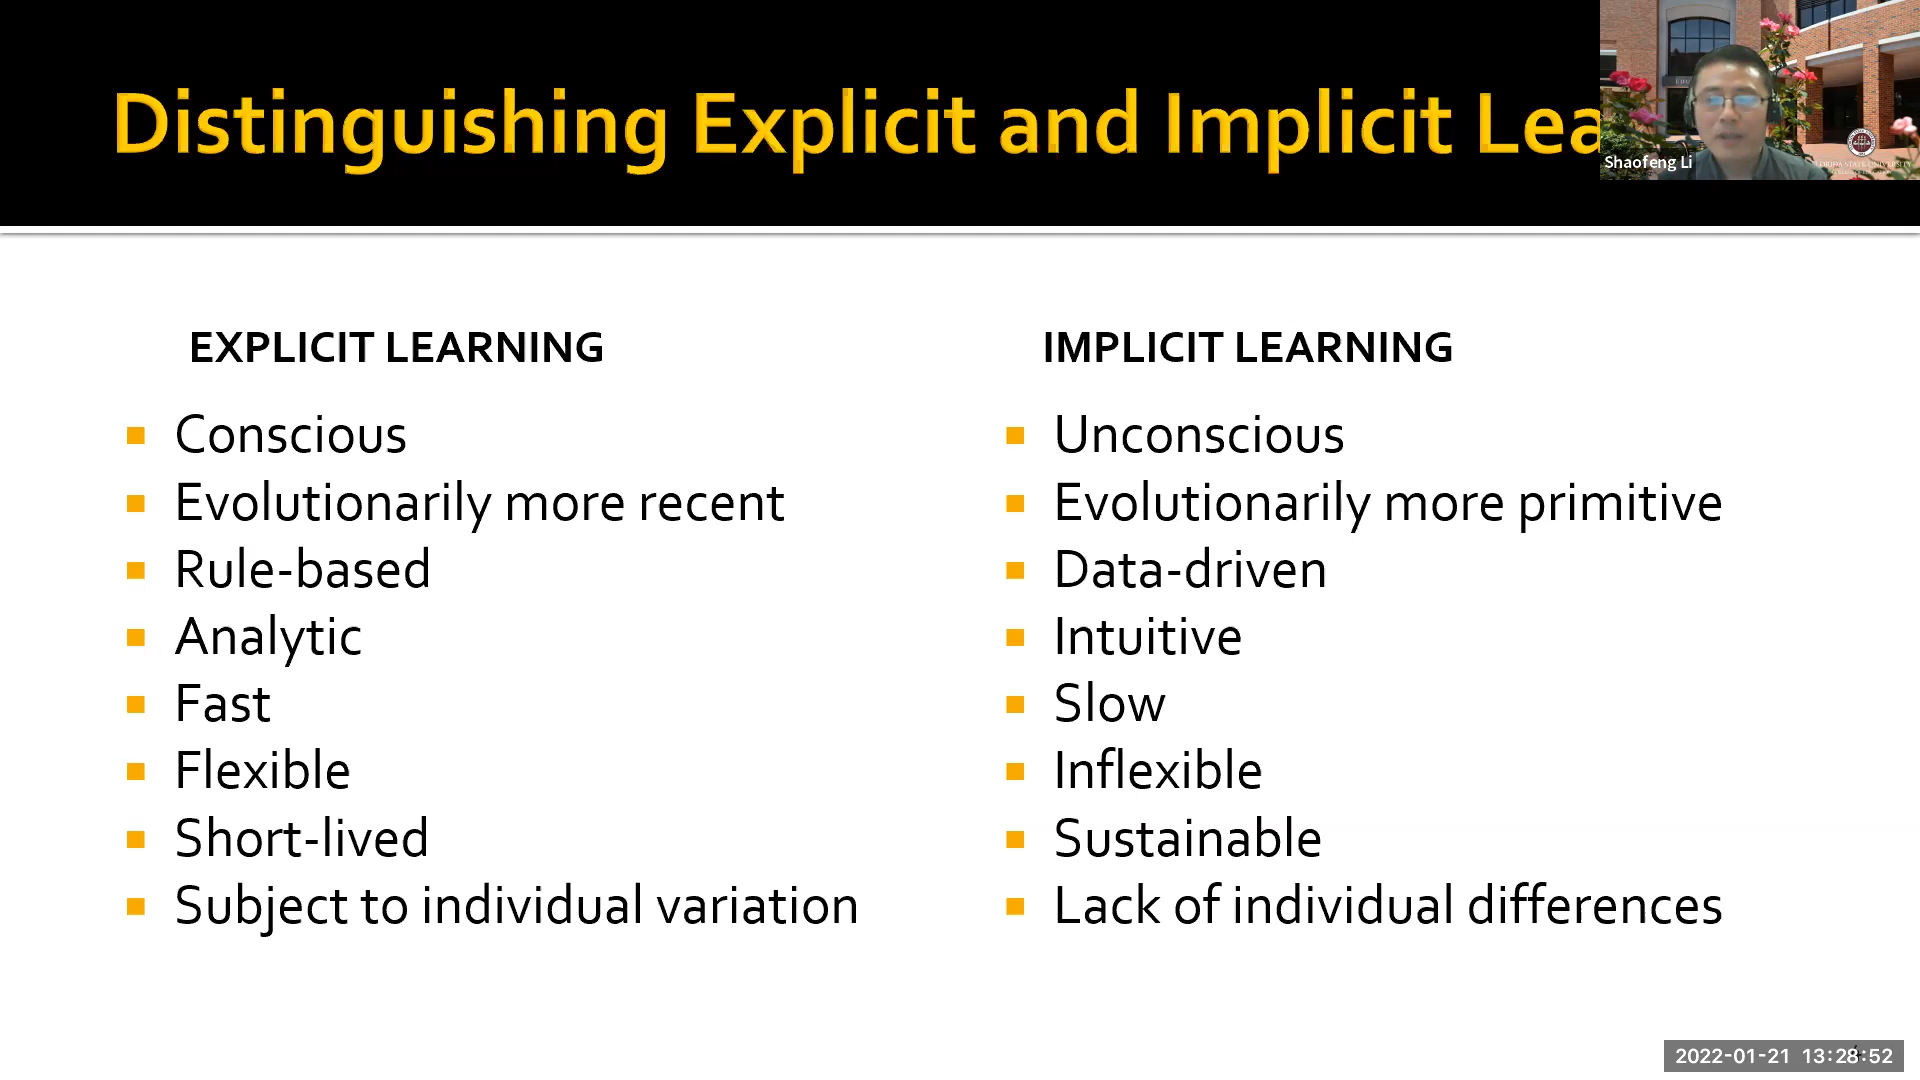 Distinguishing Explicit and Implicit Lea
Shaofeng Li
EXPLICIT LEARNING
Conscious
Evolutionarily more recent
Rule-based
Analytic
Fast
Flexible
Short-lived
Subject to individual variation
IMPLICIT LEARNING
Unconscious
Evolutionarily more primitive
Data-driven
Intuitive
Slow
Inflexible
Sustainable
Lack of individual differences
2022-01-21 13:28:52